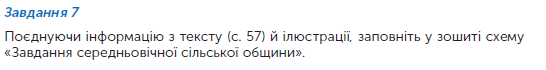 Завдання 7
Поєднуючи інформацію з тексту (с. 57) й ілюстрації, заповніть у зошиті схему
«Завдання середньовічної сільської общини».